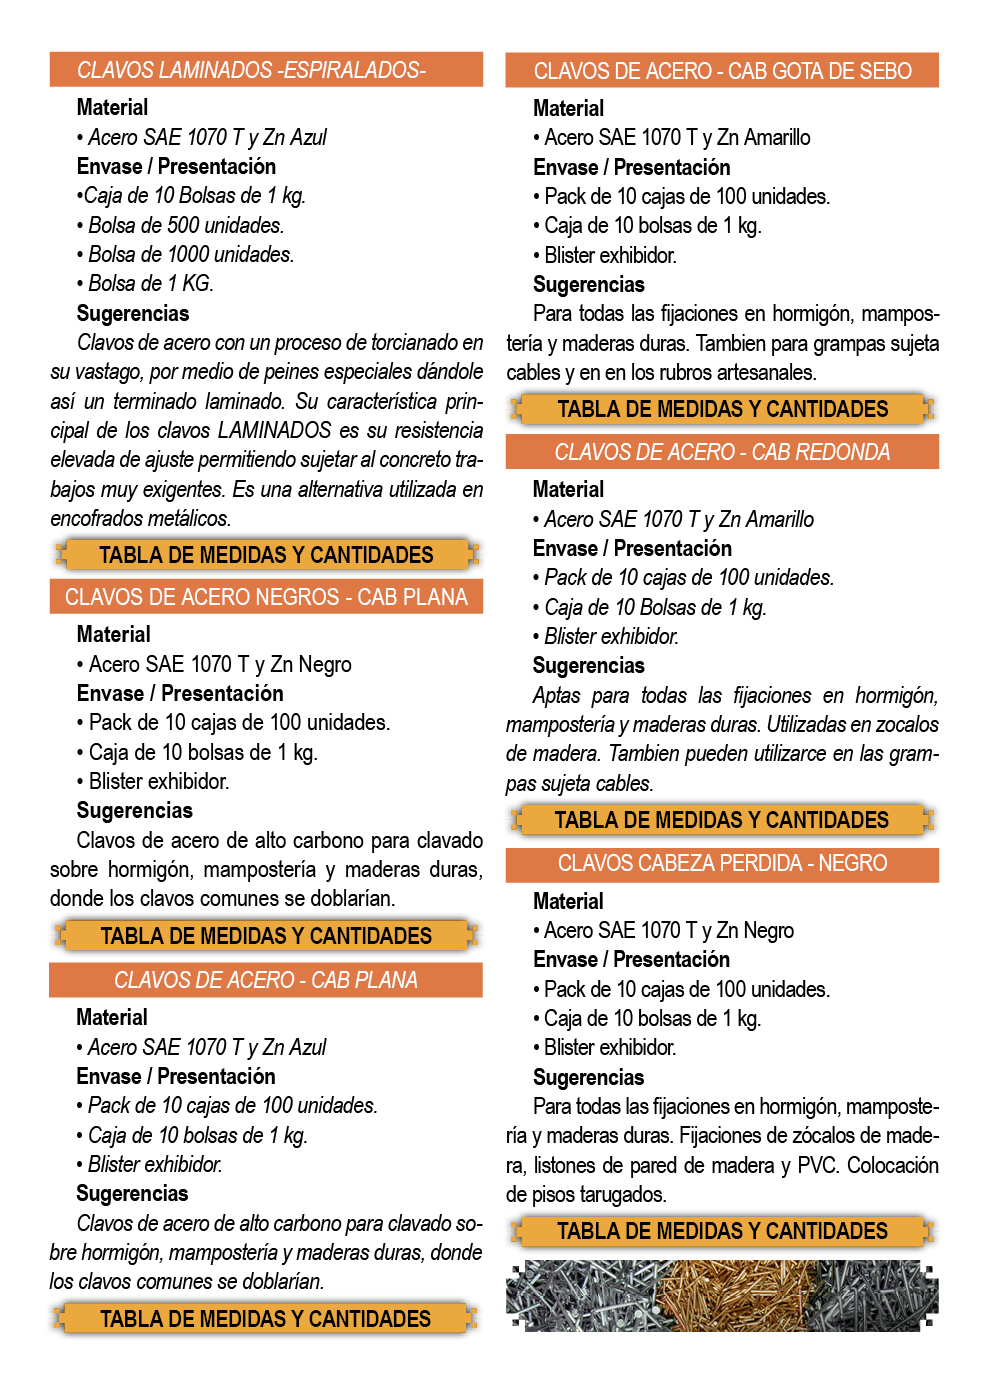 CLAVOS LAMINADOS -ESPIRALADOS-
Material
• Acero SAE 1070 T y Zn Azul
Envase / Presentación
•Caja de 10 Bolsas de 1 kg.
• Bolsa de 500 unidades.
• Bolsa de 1000 unidades.
• Bolsa de 1 KG.
Sugerencias
Clavos de acero con un proceso de torcianado en
su vastago, por medio de peines especiales dándole
así un terminado laminado. Su característica prin-
cipal de los clavos LAMINADOS es su resistencia
elevada de ajuste permitiendo sujetar al concreto tra-
bajos muy exigentes. Es una alternativa utilizada en
encofrados metálicos.
TABLA DE MEDIDAS Y CANTIDADES
CLAVOS DE ACERO NEGROS - CAB PLANA
Material
• Acero SAE 1070 T y Zn Negro
Envase / Presentación
• Pack de 10 cajas de 100 unidades.
• Caja de 10 bolsas de 1 kg.
• Blister exhibidor.
Sugerencias
Clavos de acero de alto carbono para clavado
sobre hormigón, mampostería y maderas duras,
donde los clavos comunes se doblarían.
TABLA DE MEDIDAS Y CANTIDADES
CLAVOS DE ACERO - CAB PLANA
Material
• Acero SAE 1070 T y Zn Azul
Envase / Presentación
• Pack de 10 cajas de 100 unidades.
• Caja de 10 bolsas de 1 kg.
• Blister exhibidor.
Sugerencias
Clavos de acero de alto carbono para clavado so-
bre hormigón, mampostería y maderas duras, donde
los clavos comunes se doblarían.
TABLA DE MEDIDAS Y CANTIDADES
CLAVOS DE ACERO - CAB GOTA DE SEBO
Material
• Acero SAE 1070 T y Zn Amarillo
Envase / Presentación
• Pack de 10 cajas de 100 unidades.
• Caja de 10 bolsas de 1 kg.
• Blister exhibidor.
Sugerencias
Para todas las fijaciones en hormigón, mampos-
tería y maderas duras. Tambien para grampas sujeta
cables y en en los rubros artesanales.
TABLA DE MEDIDAS Y CANTIDADES
CLAVOS DE ACERO - CAB REDONDA
Material
• Acero SAE 1070 T y Zn Amarillo
Envase / Presentación
• Pack de 10 cajas de 100 unidades.
• Caja de 10 Bolsas de 1 kg.
• Blister exhibidor.
Sugerencias
Aptas para todas las fijaciones en hormigón,
mampostería y maderas duras. Utilizadas en zocalos
de madera. Tambien pueden utilizarce en las gram-
pas sujeta cables.
TABLA DE MEDIDAS Y CANTIDADES
CLAVOS CABEZA PERDIDA - NEGRO
Material
• Acero SAE 1070 T y Zn Negro
Envase / Presentación
• Pack de 10 cajas de 100 unidades.
• Caja de 10 bolsas de 1 kg.
• Blister exhibidor.
Sugerencias
Para todas las fijaciones en hormigón, mamposte-
ría y maderas duras. Fijaciones de zócalos de made-
ra, listones de pared de madera y PVC. Colocación
de pisos tarugados.
TABLA DE MEDIDAS Y CANTIDADES